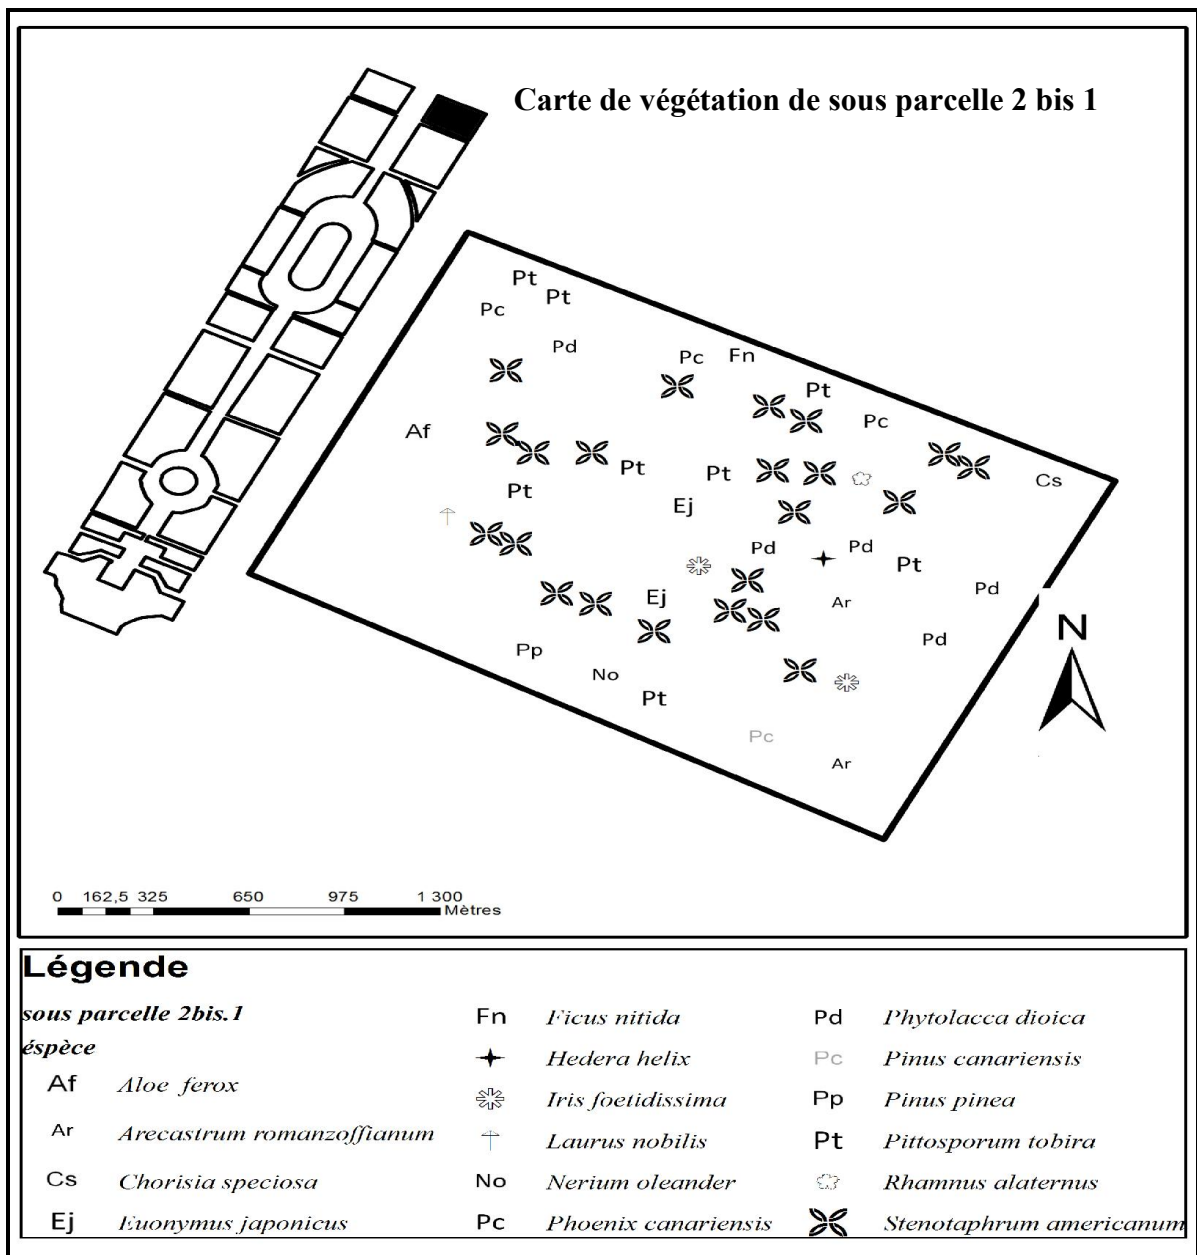 Carte de végétation de sous parcelle 2 bis 1
Pt
Pt
Pc
Pd
Pc Fn
Pt
Pc
Af
Pt Pt
Cs
Pt
Ej
Pd Pd
Pt
Pd
Ej
Ar
Pd
Pp
No
Pt
Pc
Ar
N
0 162,5 325 650 975 1 300
Mètres
Légende
sous parcelle 2bis.1
éspèce
Af Aloe ferox
Ar Arecastrum romanzoffianum
Cs Chorisia speciosa
Ej Euonymus japonicus
Fn Ficus nitida
Hedera helix
Iris foetidissima
Laurus nobilis
No Nerium oleander
Pc Phoenix canariensis
Pd Phytolacca dioica
Pc Pinus canariensis
Pp Pinus pinea
Pt Pittosporum tobira
Rhamnus alaternus
Stenotaphrum americanum